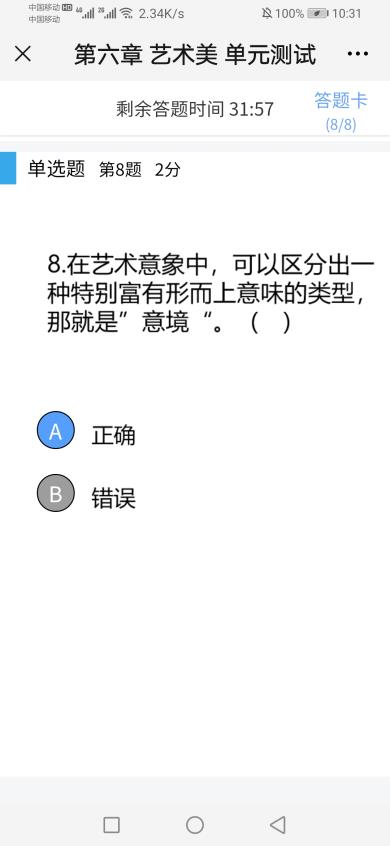 中国移动 HD 4G 2G 2.34K/s 100% 10:31
中国移动
第六章 艺术美 单元测试
剩余答题时间 31:57
答题卡
(8/8)
单选题 第8题 2分
8.在艺术意象中，可以区分出一
种特别富有形而上意味的类型，
那就是”意境“。（ ）
A 正确
B 错误